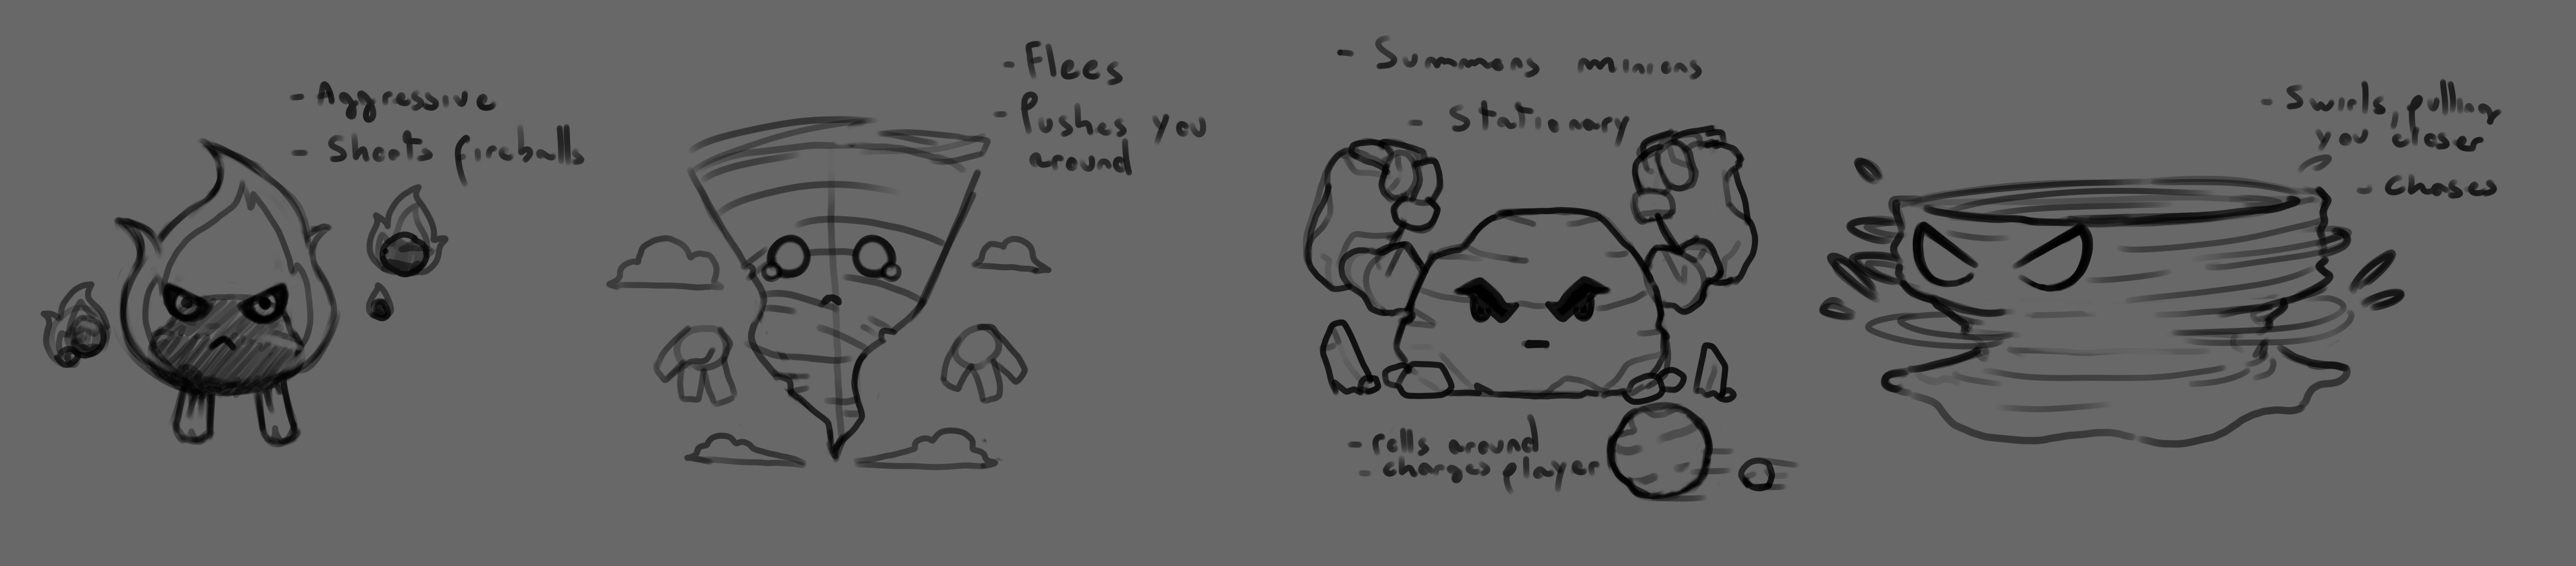 - Aggressive
- Shoots fireballs
- Flees
- Pushes you
around
- Summons minions
- Stationary
- rolls around
- charges player
- Swirls, pulling
you closer
- Chases